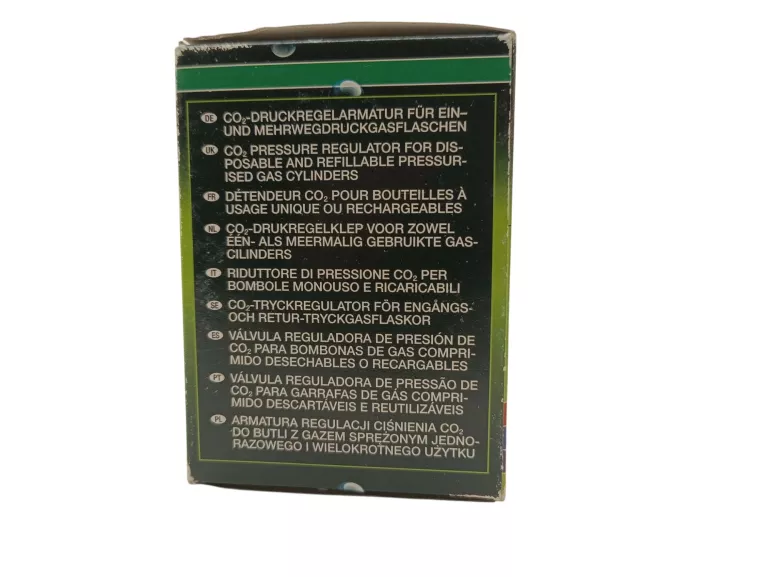 DE CO₂-DRUCKREGELARMATUR FÜR EIN-
UND MEHRWEGDRUCKGASFLASCHEN
UK CO₂ PRESSURE REGULATOR FOR DIS-
POSABLE AND REFILLABLE PRESSUR-
ISED GAS CYLINDERS
FR DÉTENDEUR CO₂ POUR BOUTEILLES À
USAGE UNIQUE OU RECHARGEABLES
NL CO₂-DRUKREGELKLEP VOOR ZOWEL
ÉÉN- ALS MEERMALIG GEBRUIKTE GAS-
CILINDERS
IT RIDUTTORE DI PRESSIONE CO₂ PER
BOMBOLE MONOUSO E RICARICABILI
SE CO₂-TRYCKREGULATOR FÖR ENGÅNGS-
OCH RETUR-TRYCKGASFLASKOR
ES VÁLVULA REGULADORA DE PRESIÓN DE
CO₂ PARA BOMBONAS DE GAS COMPRI-
MIDO DESECHABLES O RECARGABLES
PT VÁLVULA REGULADORA DE PRESSÃO DE
CO₂ PARA GARRAFAS DE GÁS COMPRI-
MIDO DESCARTÁVEIS E REUTILIZÁVEIS
PL ARMATURA REGULACJI CIŚNIENIA CO₂
DO BUTLI Z GAZEM SPRĘŻONYM JEDNO-
RAZOWEGO I WIELOKROTNEGO UŻYTKU